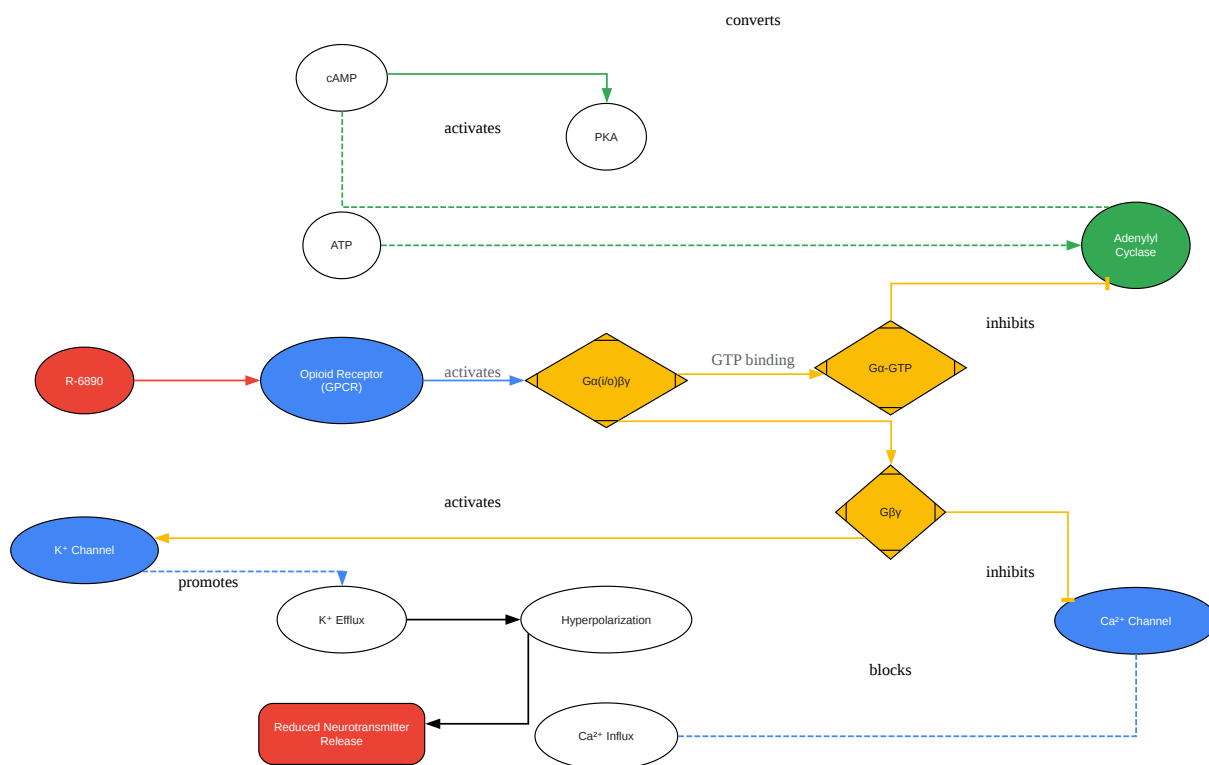 converts
cAMP
activates
PKA
ATP
Adenylyl
Cyclase
inhibits
GTP binding
R-6890
Opioid Receptor
(GPCR)
activates
Gα(i/o)βγ
Gα-GTP
activates
Gβγ
K⁺ Channel
promotes
inhibits
K⁺ Efflux
Hyperpolarization
Ca²⁺ Channel
blocks
Reduced Neurotransmitter
Release
Ca²⁺ Influx